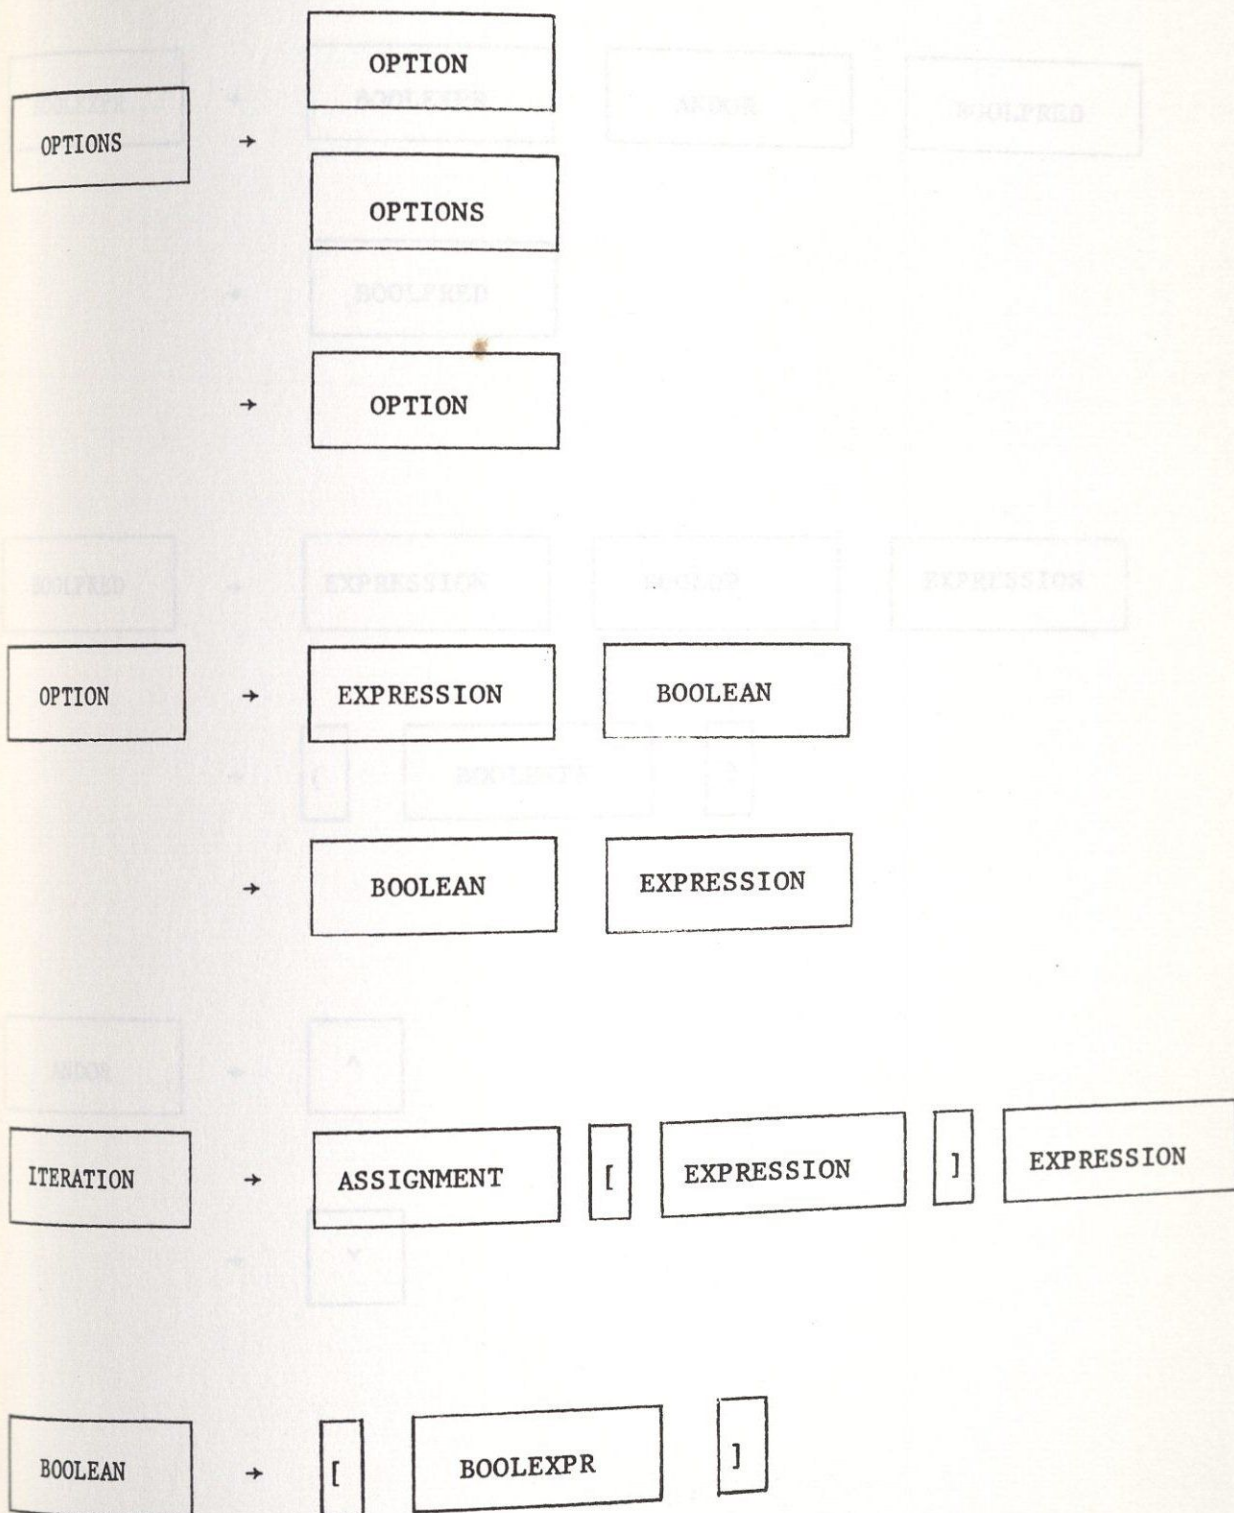 OPTION
OPTIONS →
OPTIONS
→ OPTION
OPTION → EXPRESSION BOOLEAN
→ BOOLEAN EXPRESSION
ITERATION → ASSIGNMENT [ EXPRESSION ] EXPRESSION
BOOLEAN → [ BOOLEXPR ]